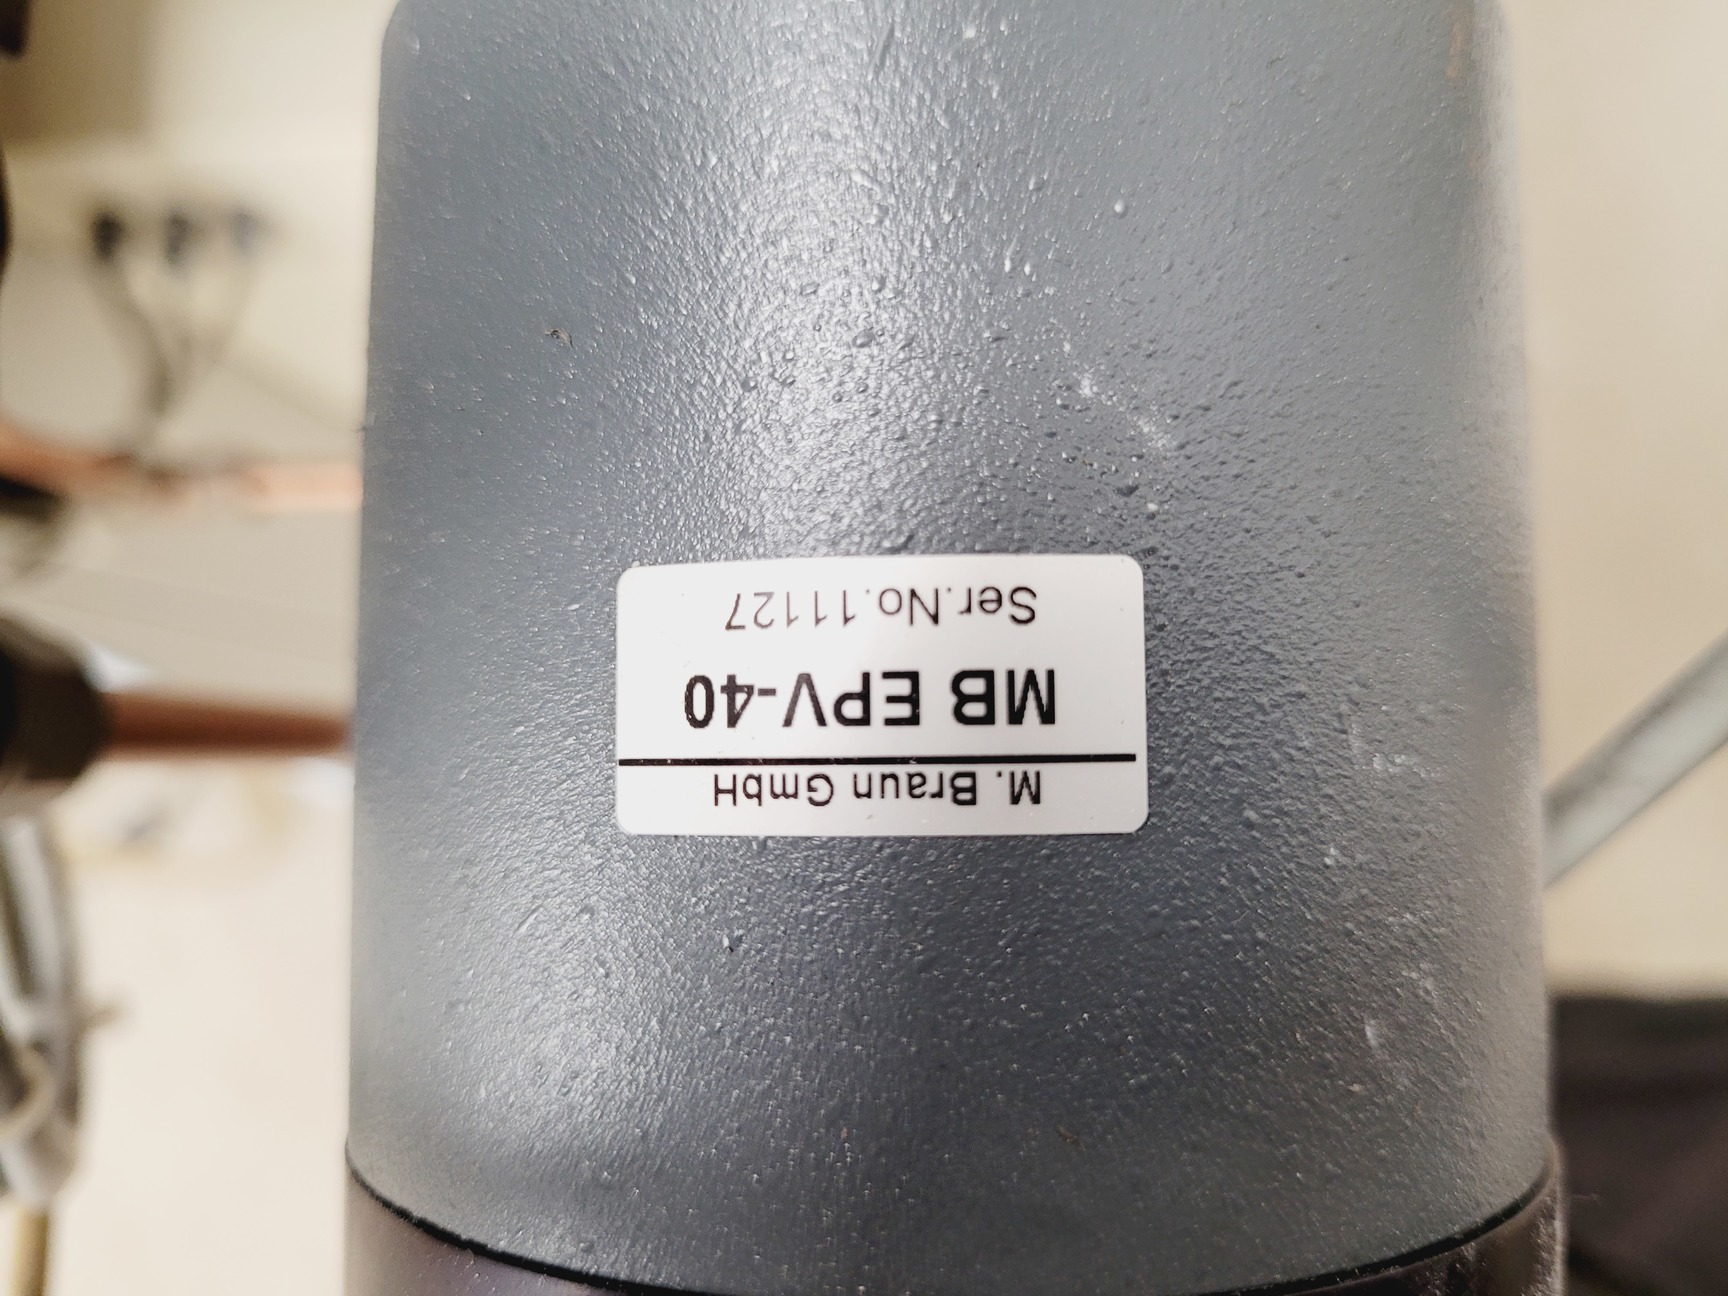 M. Braun GmbH
MB EPV-40
Ser.No.11127